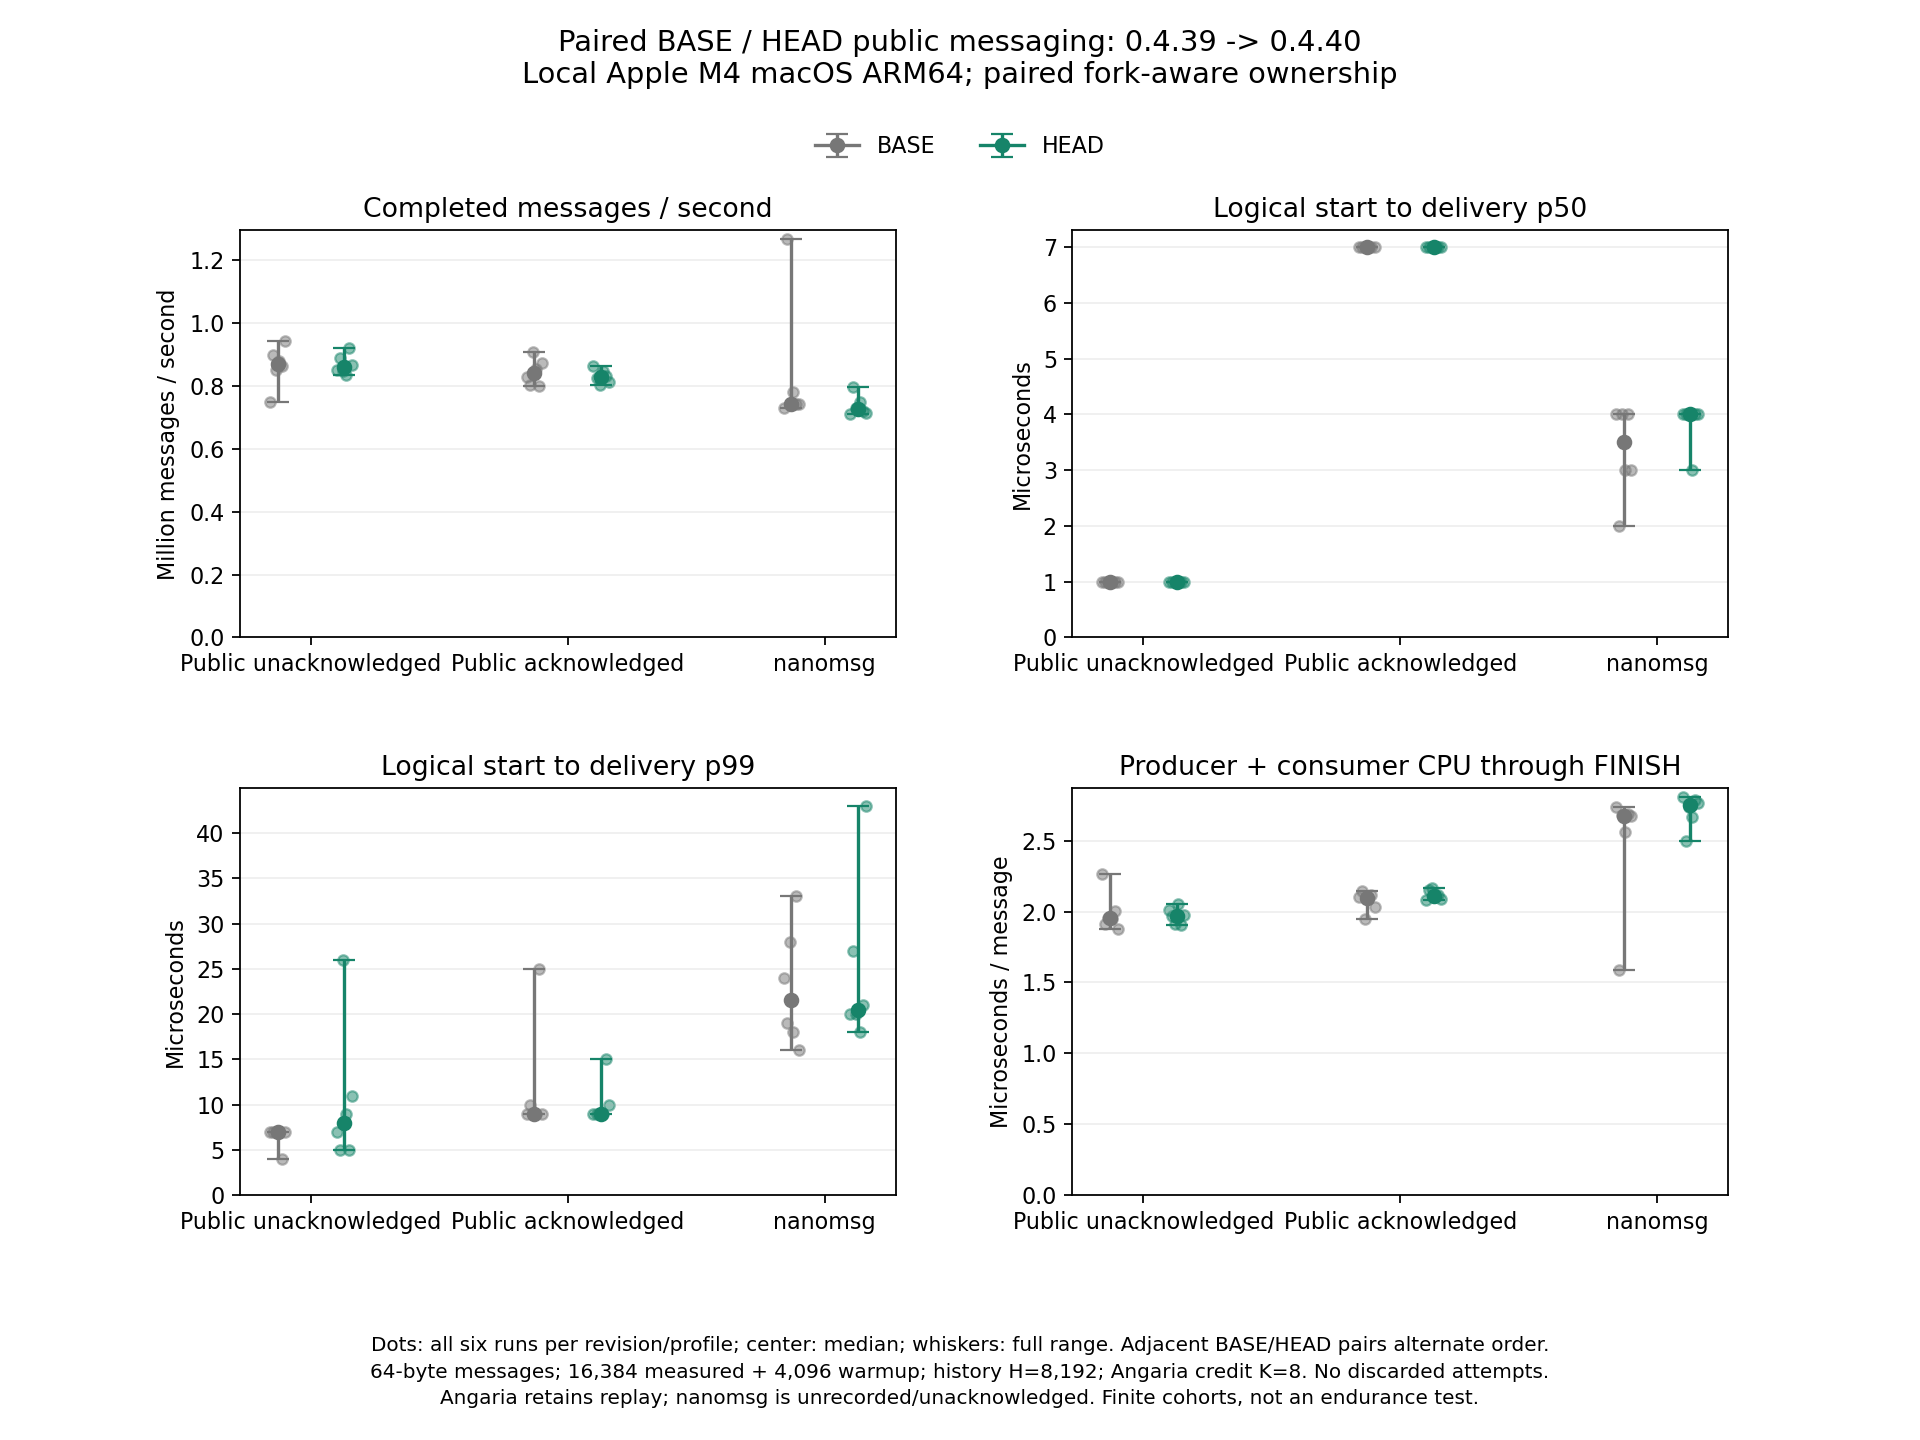 Paired BASE / HEAD public messaging: 0.4.39 -> 0.4.40
Local Apple M4 macOS ARM64; paired fork-aware ownership
BASE
HEAD
Completed messages / second
Million messages / second
1.2
1.0
0.8
0.6
0.4
0.2
0.0
Public unacknowledged
Public acknowledged
nanomsg
Logical start to delivery p50
Microseconds
7
6
5
4
3
2
1
0
Public unacknowledged
Public acknowledged
nanomsg
Logical start to delivery p99
Microseconds
40
35
30
25
20
15
10
5
0
Public unacknowledged
Public acknowledged
nanomsg
Producer + consumer CPU through FINISH
Microseconds / message
2.5
2.0
1.5
1.0
0.5
0.0
Public unacknowledged
Public acknowledged
nanomsg
Dots: all six runs per revision/profile; center: median; whiskers: full range. Adjacent BASE/HEAD pairs alternate order.
64-byte messages; 16,384 measured + 4,096 warmup; history H=8,192; Angaria credit K=8. No discarded attempts.
Angaria retains replay; nanomsg is unrecorded/unacknowledged. Finite cohorts, not an endurance test.